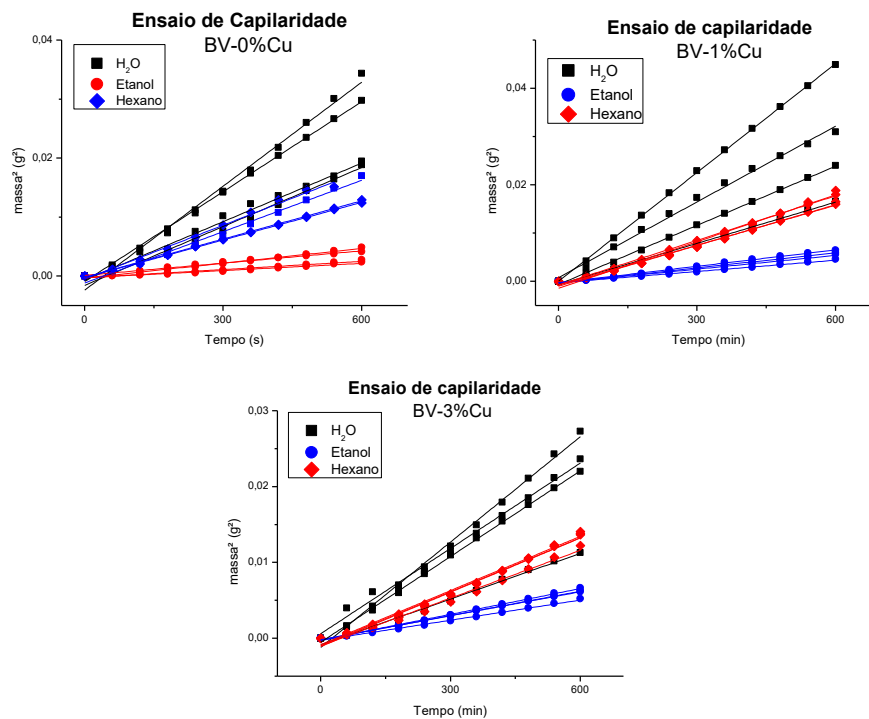 Ensaio de Capilaridade
BV-0%Cu
0,04
0,02
0,00
H₂O
Etanol
Hexano
massa² (g²)
0 300 600
Tempo (s)
Ensaio de capilaridade
BV-1%Cu
0,04
0,02
0,00
H₂O
Etanol
Hexano
massa² (g²)
0 300 600
Tempo (min)
Ensaio de capilaridade
BV-3%Cu
0,03
0,02
0,01
0,00
H₂O
Etanol
Hexano
massa² (g²)
0 300 600
Tempo (min)